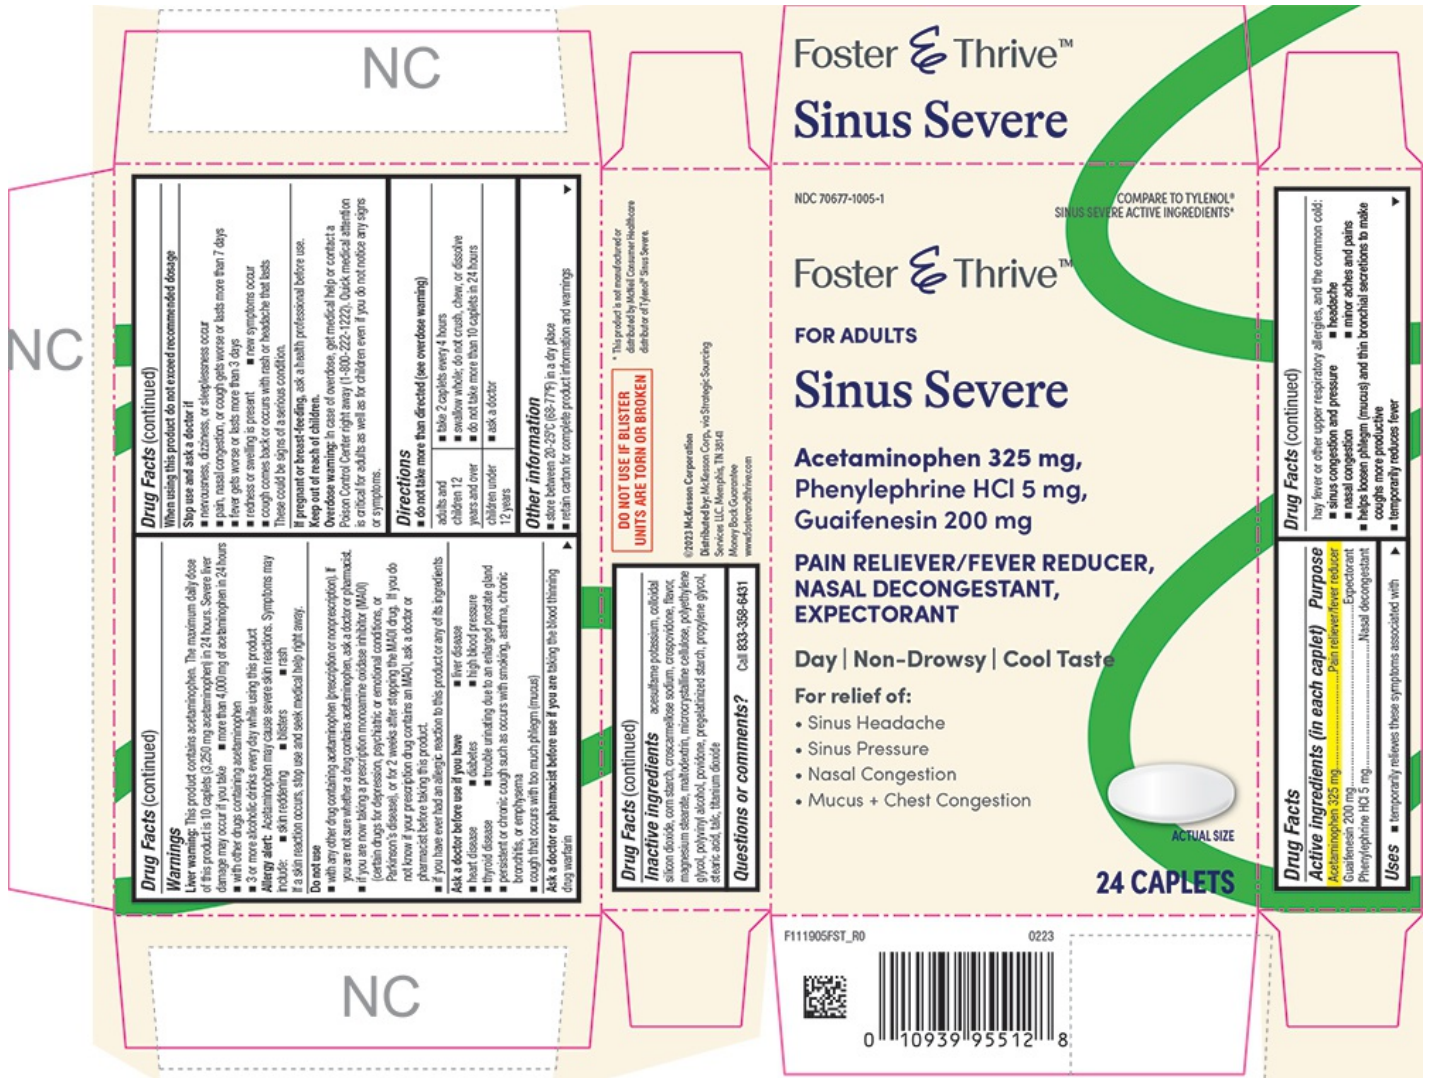 NC
NC
NC
Foster Thrive™
Sinus Severe
NDC 70677-1005-1
COMPARE TO TYLENOL®
SINUS SEVERE ACTIVE INGREDIENTS*
Foster Thrive™
FOR ADULTS
Sinus Severe
Acetaminophen 325 mg,
Phenylephrine HCl 5 mg,
Guaifenesin 200 mg
PAIN RELIEVER/FEVER REDUCER,
NASAL DECONGESTANT,
EXPECTORANT
Day | Non-Drowsy | Cool Taste
For relief of:
• Sinus Headache
• Sinus Pressure
• Nasal Congestion
• Mucus + Chest Congestion
ACTUAL SIZE
24 CAPLETS
F111905FST_R0
0223
0 10939 95512 8
Drug Facts
Active ingredients (in each caplet) Purpose
Acetaminophen 325 mg..............................Pain reliever/fever reducer
Guaifenesin 200 mg..............................Expectorant
Phenylephrine HCl 5 mg..............................Nasal decongestant
Uses ■ temporarily relieves these symptoms associated with ▶
Drug Facts (continued)
hay fever or other upper respiratory allergies, and the common cold:
■ sinus congestion and pressure ■ headache
■ nasal congestion ■ minor aches and pains
■ helps loosen phlegm (mucus) and thin bronchial secretions to make
coughs more productive
■ temporarily reduces fever
Drug Facts (continued)
Warnings
Liver warning: This product contains acetaminophen. The maximum daily dose
of this product is 10 caplets (3,250 mg acetaminophen) in 24 hours. Severe liver
damage may occur if you take ■ more than 4,000 mg of acetaminophen in 24 hours
■ with other drugs containing acetaminophen
■ 3 or more alcoholic drinks every day while using this product
Allergy alert: Acetaminophen may cause severe skin reactions. Symptoms may
include: ■ skin reddening ■ blisters ■ rash
If a skin reaction occurs, stop use and seek medical help right away.
Do not use
■ with any other drug containing acetaminophen (prescription or nonprescription). If
you are not sure whether a drug contains acetaminophen, ask a doctor or pharmacist.
■ if you are now taking a prescription monoamine oxidase inhibitor (MAOI)
(certain drugs for depression, psychiatric or emotional conditions, or
Parkinson's disease), or for 2 weeks after stopping the MAOI drug. If you do
not know if your prescription drug contains an MAOI, ask a doctor or
pharmacist before taking this product.
■ if you have ever had an allergic reaction to this product or any of its ingredients
Ask a doctor before use if you have ■ liver disease
■ heart disease ■ diabetes ■ high blood pressure
■ thyroid disease ■ trouble urinating due to an enlarged prostate gland
■ persistent or chronic cough such as occurs with smoking, asthma, chronic
bronchitis, or emphysema
■ cough that occurs with too much phlegm (mucus)
Ask a doctor or pharmacist before use if you are taking the blood thinning
drug warfarin ▶
Drug Facts (continued)
When using this product do not exceed recommended dosage
Stop use and ask a doctor if
■ nervousness, dizziness, or sleeplessness occur
■ pain, nasal congestion, or cough gets worse or lasts more than 7 days
■ fever gets worse or lasts more than 3 days
■ redness or swelling is present ■ new symptoms occur
■ cough comes back or occurs with rash or headache that lasts
These could be signs of a serious condition.
If pregnant or breast-feeding, ask a health professional before use.
Keep out of reach of children.
Overdose warning: In case of overdose, get medical help or contact a
Poison Control Center right away (1-800-222-1222). Quick medical attention
is critical for adults as well as for children even if you do not notice any signs
or symptoms.
Directions
■ do not take more than directed (see overdose warning)
adults and
children 12
years and over
■ take 2 caplets every 4 hours
■ swallow whole; do not crush, chew, or dissolve
■ do not take more than 10 caplets in 24 hours
children under
12 years
■ ask a doctor
Other information
■ store between 20-25°C (68-77°F) in a dry place
■ retain carton for complete product information and warnings ▶
Drug Facts (continued)
Inactive ingredients acesulfame potassium, colloidal
silicon dioxide, corn starch, croscarmellose sodium, crospovidone, flavor,
magnesium stearate, maltodextrin, microcrystalline cellulose, polyethylene
glycol, polyvinyl alcohol, povidone, pregelatinized starch, propylene glycol,
stearic acid, talc, titanium dioxide
Questions or comments? Call 833-358-6431
DO NOT USE IF BLISTER
UNITS ARE TORN OR BROKEN
* This product is not manufactured or
distributed by McNeil Consumer Healthcare
distributor of Tylenol® Sinus Severe.
©2023 McKesson Corporation
Distributed by: McKesson Corp, via Strategic Sourcing
Services LLC. Memphis, TN 38141
Money Back Guarantee
www.fosterandthrive.com